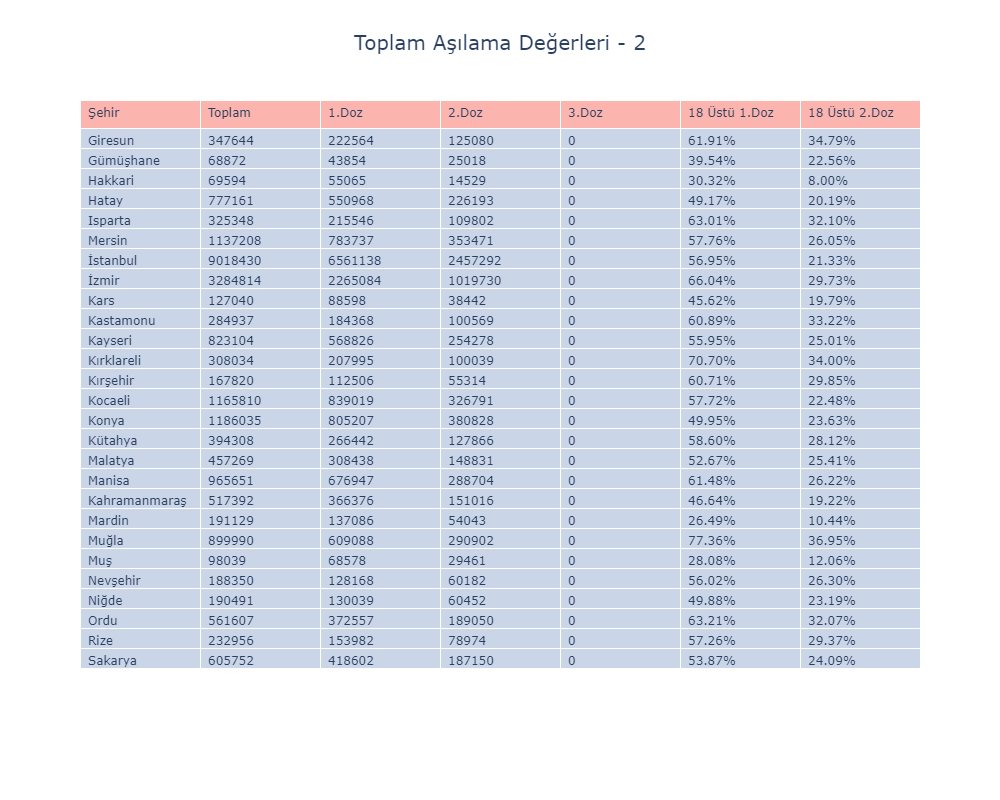 Toplam Aşılama Değerleri - 2
Şehir Toplam 1.Doz 2.Doz 3.Doz 18 Üstü 1.Doz 18 Üstü 2.Doz
Giresun 347644 222564 125080 0 61.91% 34.79%
Gümüşhane 68872 43854 25018 0 39.54% 22.56%
Hakkari 69594 55065 14529 0 30.32% 8.00%
Hatay 777161 550968 226193 0 49.17% 20.19%
Isparta 325348 215546 109802 0 63.01% 32.10%
Mersin 1137208 783737 353471 0 57.76% 26.05%
İstanbul 9018430 6561138 2457292 0 56.95% 21.33%
İzmir 3284814 2265084 1019730 0 66.04% 29.73%
Kars 127040 88598 38442 0 45.62% 19.79%
Kastamonu 284937 184368 100569 0 60.89% 33.22%
Kayseri 823104 568826 254278 0 55.95% 25.01%
Kırklareli 308034 207995 100039 0 70.70% 34.00%
Kırşehir 167820 112506 55314 0 60.71% 29.85%
Kocaeli 1165810 839019 326791 0 57.72% 22.48%
Konya 1186035 805207 380828 0 49.95% 23.63%
Kütahya 394308 266442 127866 0 58.60% 28.12%
Malatya 457269 308438 148831 0 52.67% 25.41%
Manisa 965651 676947 288704 0 61.48% 26.22%
Kahramanmaraş 517392 366376 151016 0 46.64% 19.22%
Mardin 191129 137086 54043 0 26.49% 10.44%
Muğla 899990 609088 290902 0 77.36% 36.95%
Muş 98039 68578 29461 0 28.08% 12.06%
Nevşehir 188350 128168 60182 0 56.02% 26.30%
Niğde 190491 130039 60452 0 49.88% 23.19%
Ordu 561607 372557 189050 0 63.21% 32.07%
Rize 232956 153982 78974 0 57.26% 29.37%
Sakarya 605752 418602 187150 0 53.87% 24.09%